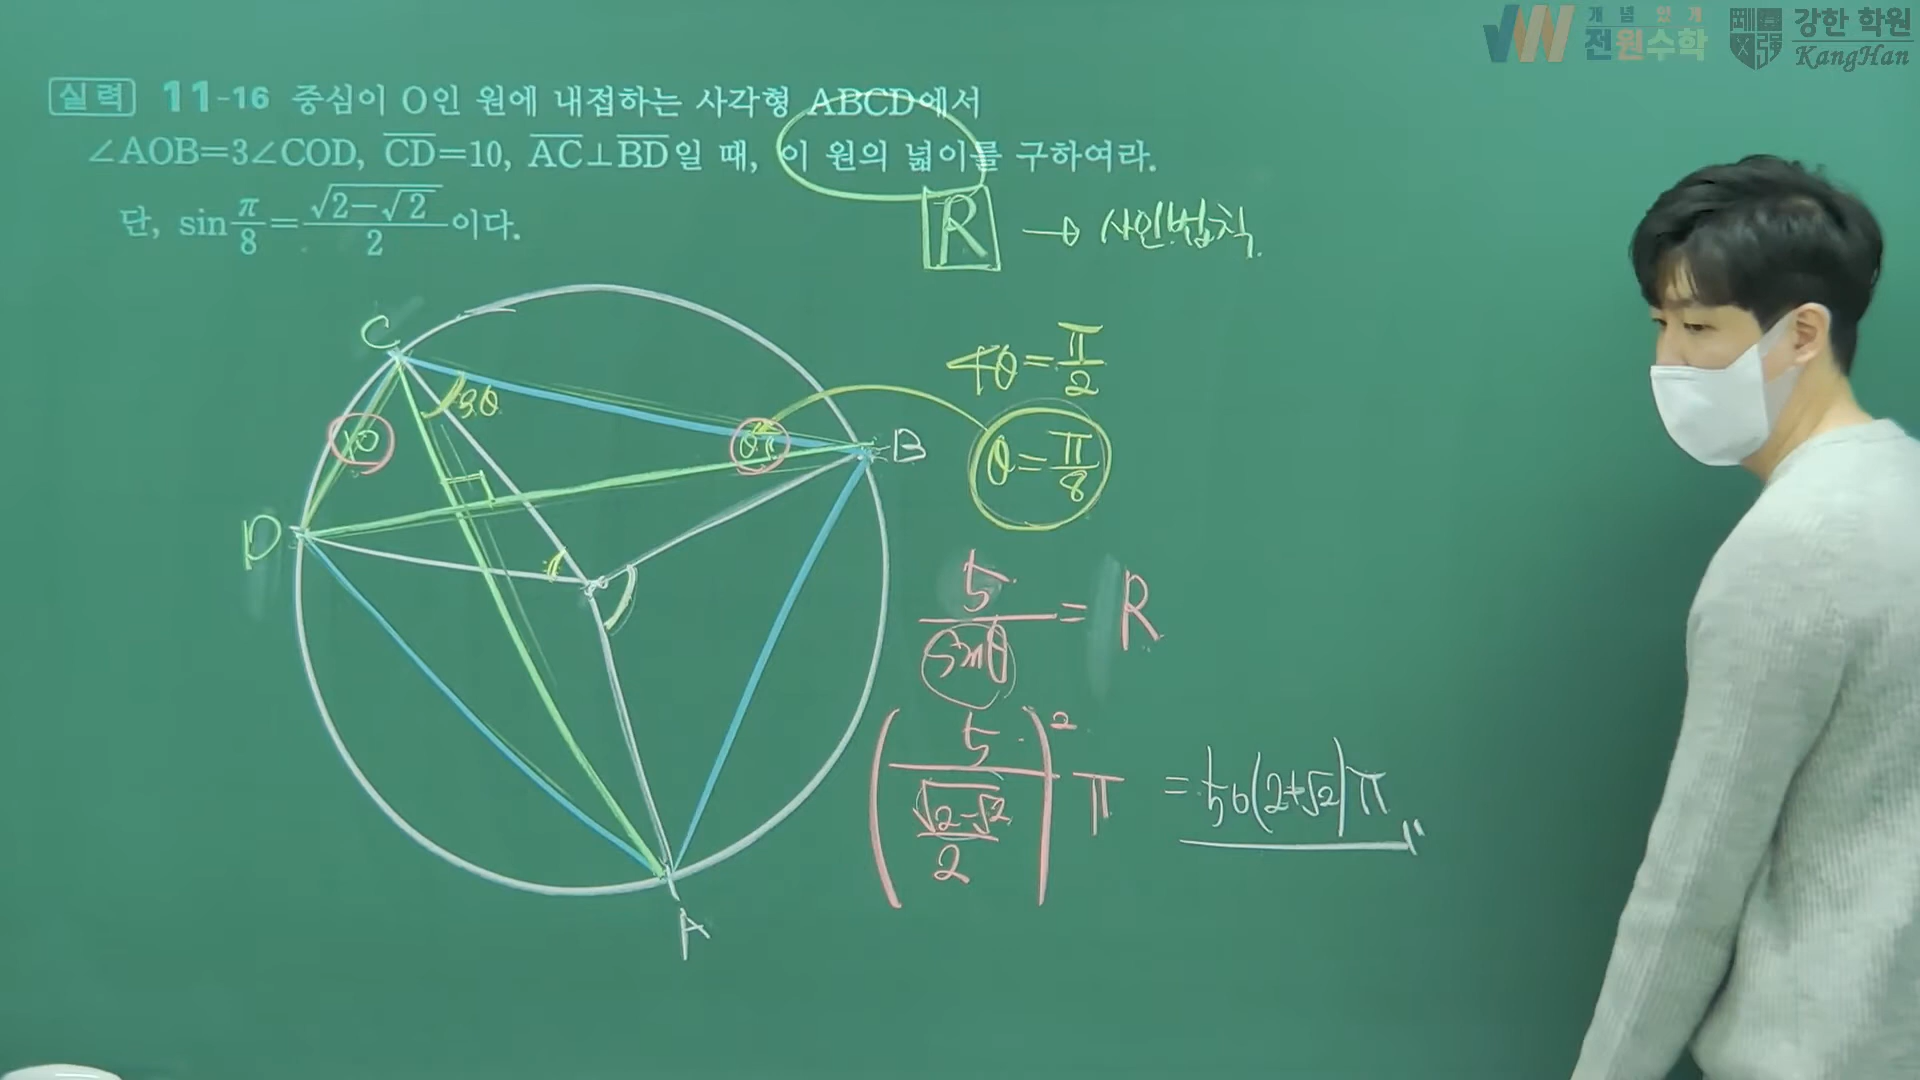 개념있게
전원수학
강한 학원
KangHan
실력 11-16 중심이 O인 원에 내접하는 사각형 ABCD에서
∠AOB=3∠COD, CD=10, AC⊥BD일 때, 이 원의 넓이를 구하여라.
단, sin π/8 = √(2-√2)/2 이다.
R → 사인법칙.
C
3θ
10
θ
B
D
A
4θ = π/2
θ = π/8
5/sinθ = R
(5/(√(2-√2)/2))² π = 50(2+√2)π